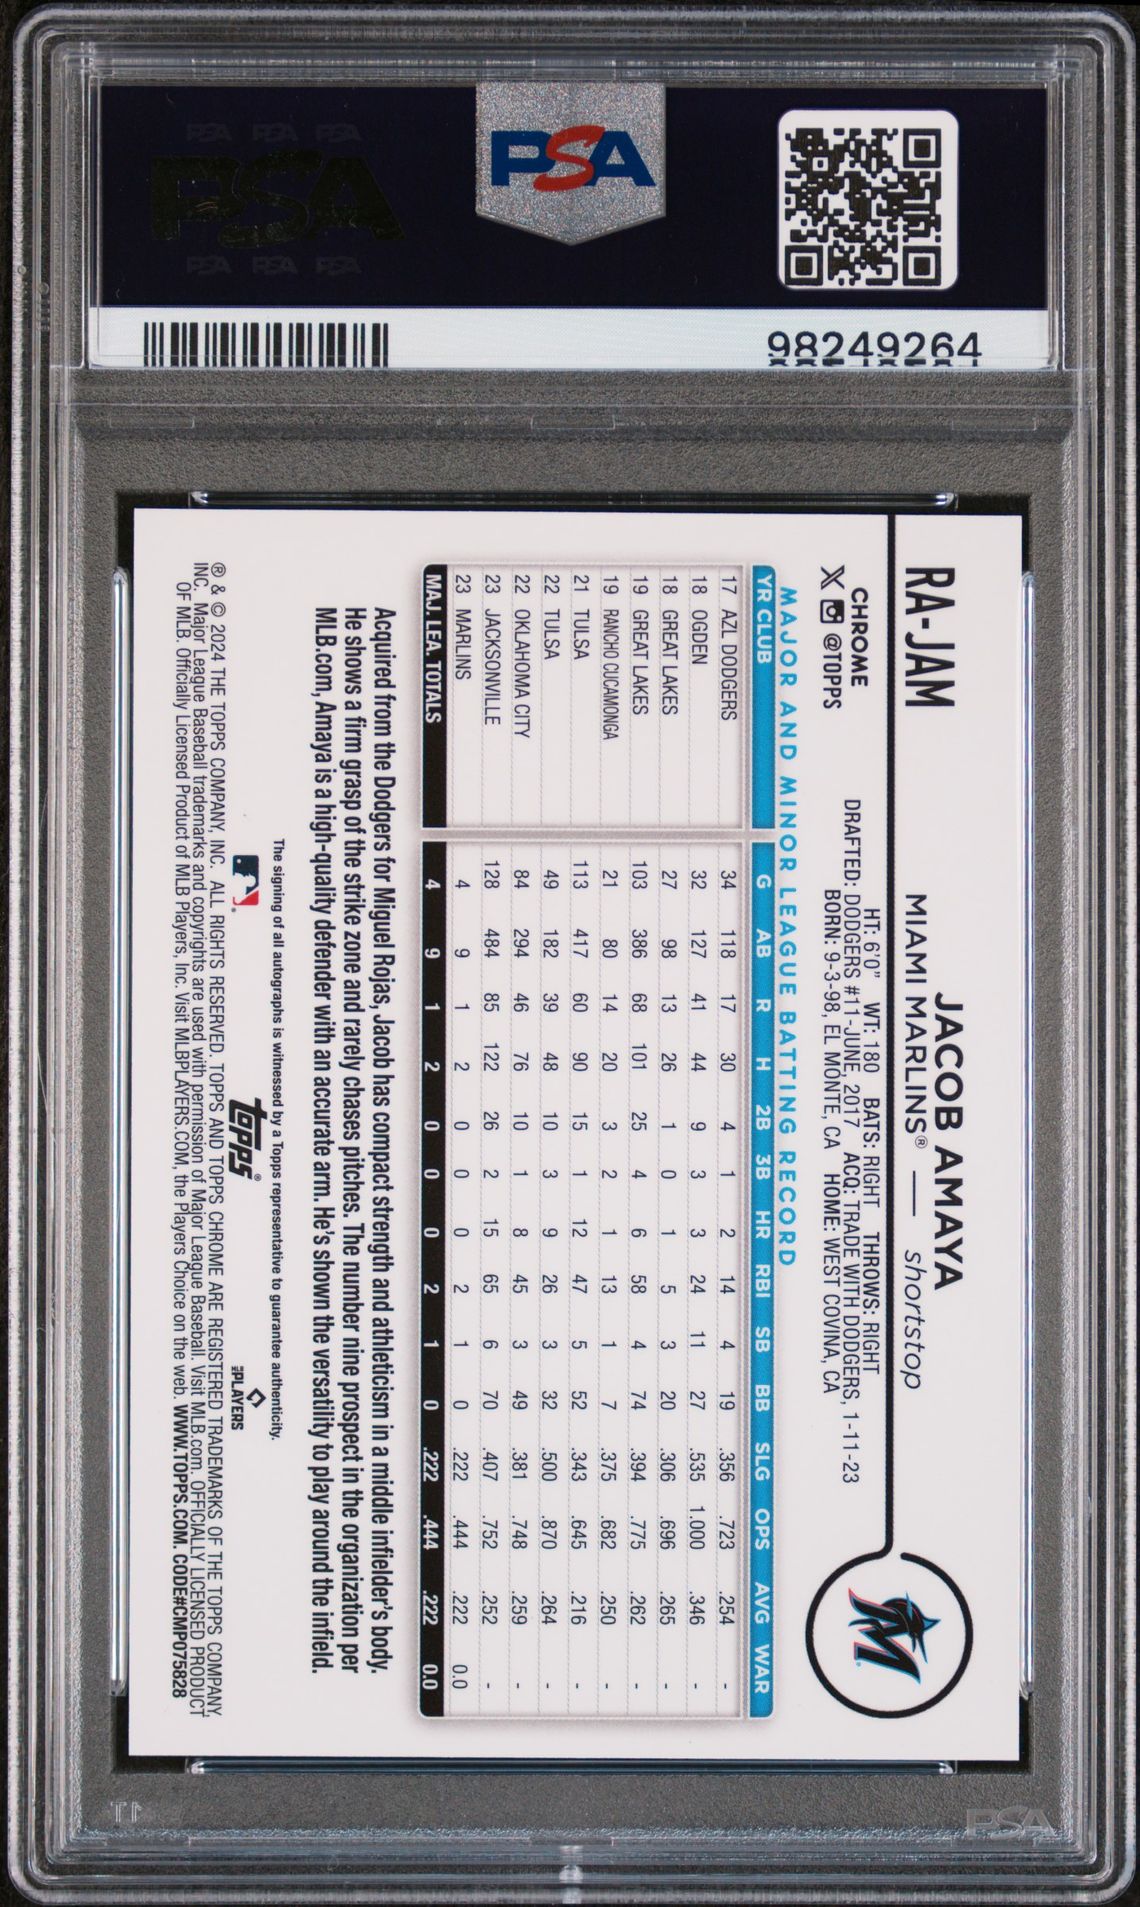 PSA PSA PSA
PSA
PSA PSA PSA
PSA
98249264
RA-JAM
JACOB AMAYA
MIAMI MARLINS® — shortstop
CHROME
@TOPPS
HT: 6'0" WT: 180 BATS: RIGHT THROWS: RIGHT
DRAFTED: DODGERS #11-JUNE, 2017 ACQ: TRADE WITH DODGERS, 1-11-23
BORN: 9-3-98, EL MONTE, CA HOME: WEST COVINA, CA
M
MAJOR AND MINOR LEAGUE BATTING RECORD
YR CLUB G AB R H 2B 3B HR RBI SB BB SLG OPS AVG WAR
17 AZL DODGERS 34 118 17 30 4 1 2 14 4 19 .356 .723 .254 -
18 OGDEN 32 127 41 44 9 3 3 24 11 27 .535 1.000 .346 -
18 GREAT LAKES 27 98 13 26 1 0 1 5 3 20 .306 .696 .265 -
19 GREAT LAKES 103 386 68 101 25 4 6 58 4 74 .394 .775 .262 -
19 RANCHO CUCAMONGA 21 80 14 20 3 2 1 13 1 7 .375 .682 .250 -
21 TULSA 113 417 60 90 15 1 12 47 5 52 .343 .645 .216 -
22 TULSA 49 182 39 48 10 3 9 26 3 32 .500 .870 .264 -
22 OKLAHOMA CITY 84 294 46 76 10 1 8 45 3 49 .381 .748 .259 -
23 JACKSONVILLE 128 484 85 122 26 2 15 65 6 70 .407 .752 .252 -
23 MARLINS 4 9 1 2 0 0 0 2 1 0 .222 .444 .222 0.0
MAJ. LEA. TOTALS 4 9 1 2 0 0 0 2 1 0 .222 .444 .222 0.0
Acquired from the Dodgers for Miguel Rojas, Jacob has compact strength and athleticism in a middle infielder's body.
He shows a firm grasp of the strike zone and rarely chases pitches. The number nine prospect in the organization per
MLB.com, Amaya is a high-quality defender with an accurate arm. He's shown the versatility to play around the infield.
The signing of all autographs is witnessed by a Topps representative to guarantee authenticity.
topps®
MLB PLAYERS
® & © 2024 THE TOPPS COMPANY, INC. ALL RIGHTS RESERVED. TOPPS AND TOPPS CHROME ARE REGISTERED TRADEMARKS OF THE TOPPS COMPANY,
INC. Major League Baseball trademarks and copyrights are used with permission of Major League Baseball. Visit MLB.com. OFFICIALLY LICENSED PRODUCT
OF MLB. Officially Licensed Product of MLB Players, Inc. Visit MLBPLAYERS.COM, the Players Choice on the web. WWW.TOPPS.COM. CODE#CMP075828
PSA